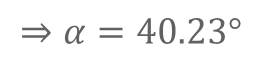 ⇒ α = 40.23°